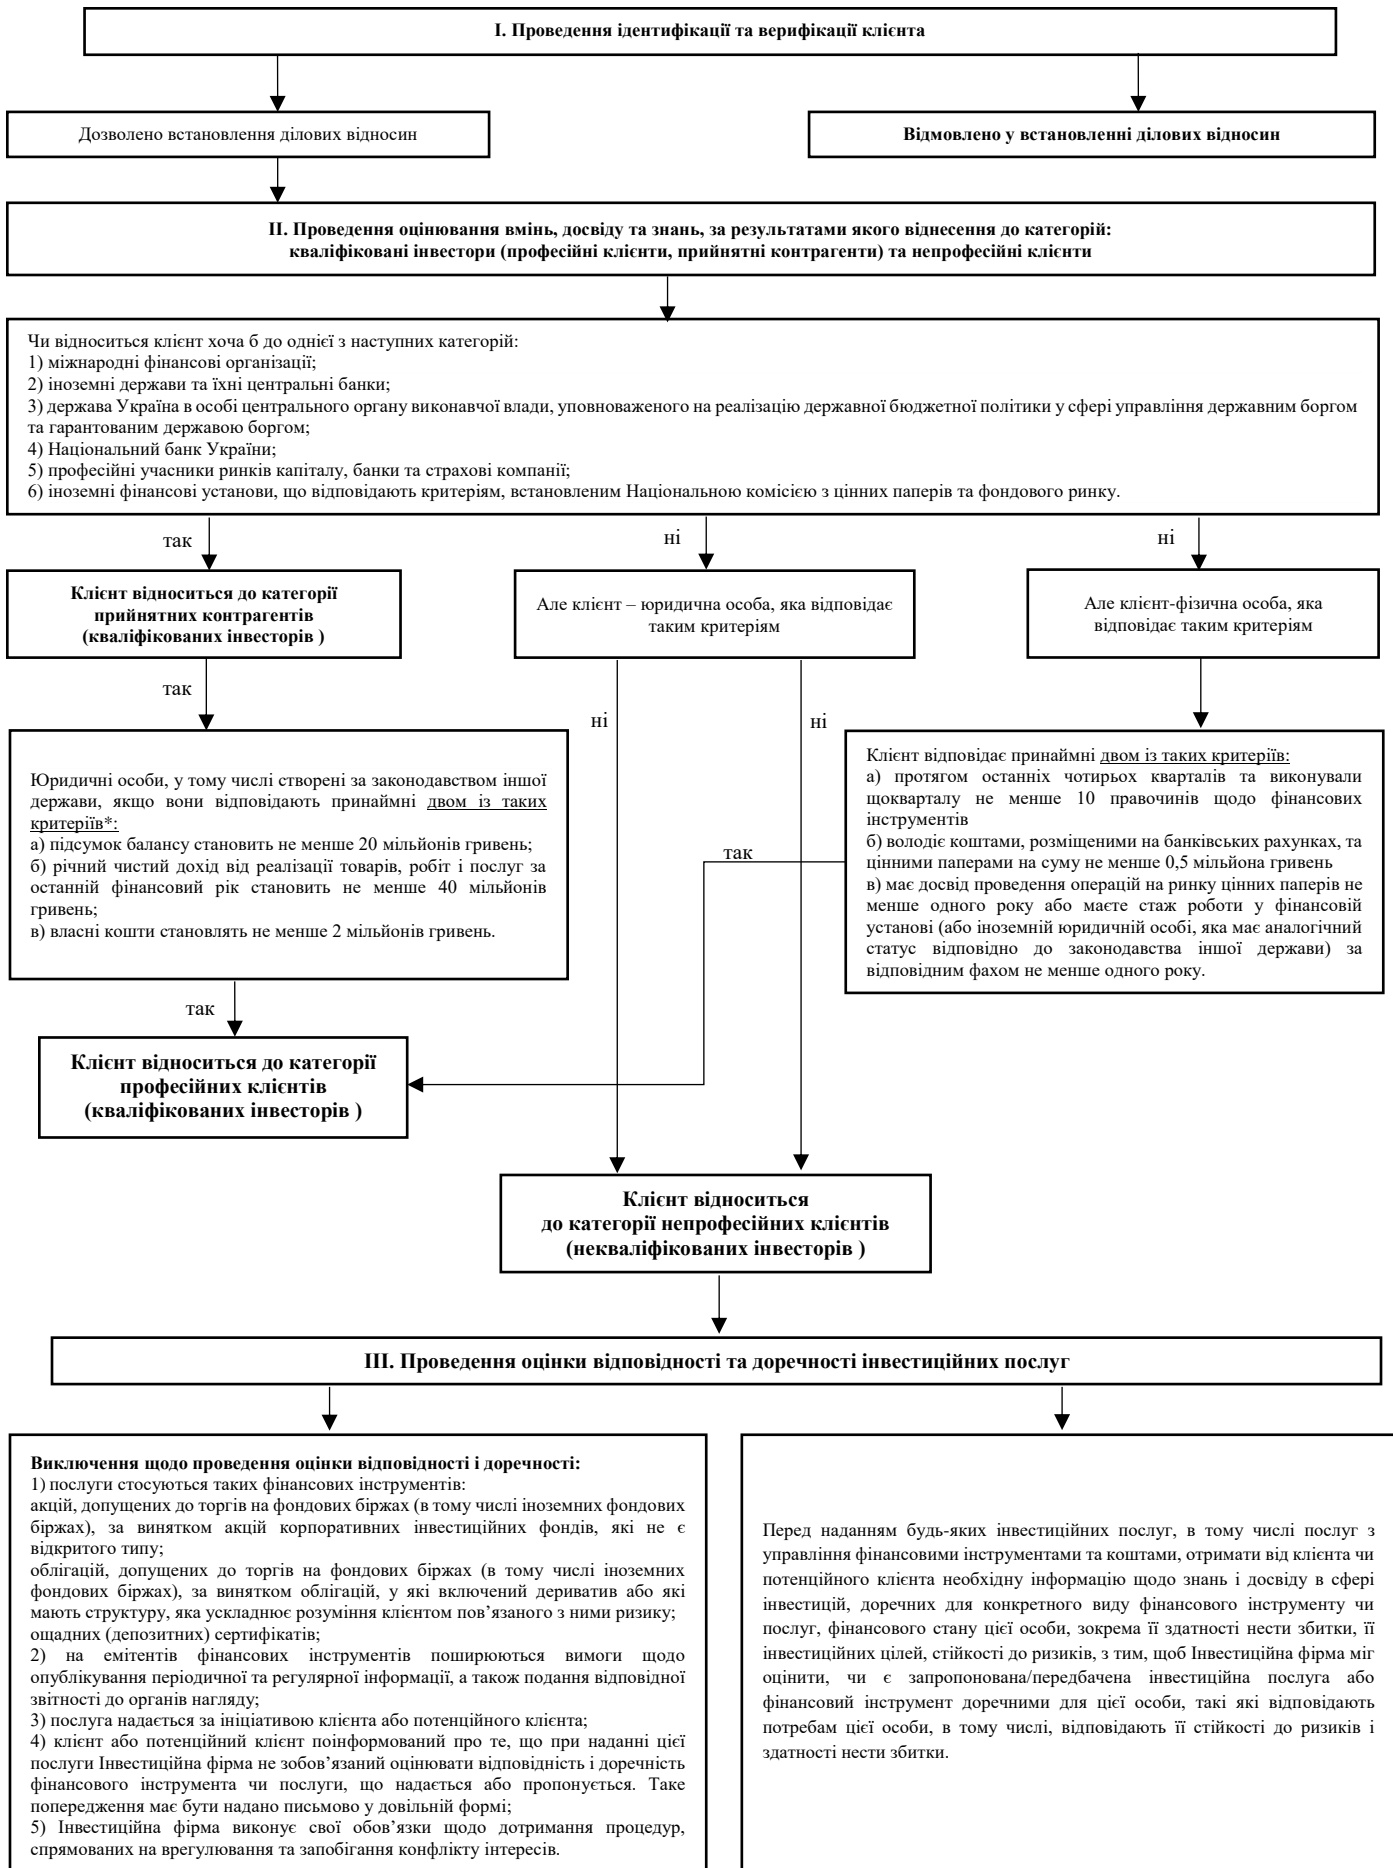 І. Проведення ідентифікації та верифікації клієнта
Дозволено встановлення ділових відносин
Відмовлено у встановленні ділових відносин
ІІ. Проведення оцінювання вмінь, досвіду та знань, за результатами якого віднесення до категорій:
кваліфіковані інвестори (професійні клієнти, прийнятні контрагенти) та непрофесійні клієнти
Чи відноситься клієнт хоча б до однієї з наступних категорій:
1) міжнародні фінансові організації;
2) іноземні держави та їхні центральні банки;
3) держава Україна в особі центрального органу виконавчої влади, уповноваженого на реалізацію державної бюджетної політики у сфері управління державним боргом
та гарантованим державою боргом;
4) Національний банк України;
5) професійні учасники ринків капіталу, банки та страхові компанії;
6) іноземні фінансові установи, що відповідають критеріям, встановленим Національною комісією з цінних паперів та фондового ринку.
так
ні
ні
Клієнт відноситься до категорії
прийнятних контрагентів
(кваліфікованих інвесторів )
Але клієнт – юридична особа, яка відповідає
таким критеріям
Але клієнт-фізична особа, яка
відповідає таким критеріям
так
ні
ні
Юридичні особи, у тому числі створені за законодавством іншої
держави, якщо вони відповідають принаймні двом із таких
критеріїв*:
а) підсумок балансу становить не менше 20 мільйонів гривень;
б) річний чистий дохід від реалізації товарів, робіт і послуг за
останній фінансовий рік становить не менше 40 мільйонів
гривень;
в) власні кошти становлять не менше 2 мільйонів гривень.
так
Клієнт відповідає принаймні двом із таких критеріїв:
а) протягом останніх чотирьох кварталів та виконували
щокварталу не менше 10 правочинів щодо фінансових
інструментів
б) володіє коштами, розміщеними на банківських рахунках, та
цінними паперами на суму не менше 0,5 мільйона гривень
в) має досвід проведення операцій на ринку цінних паперів не
менше одного року або маєте стаж роботи у фінансовій
установі (або іноземній юридичній особі, яка має аналогічний
статус відповідно до законодавства іншої держави) за
відповідним фахом не менше одного року.
так
Клієнт відноситься до категорії
професійних клієнтів
(кваліфікованих інвесторів )
Клієнт відноситься
до категорії непрофесійних клієнтів
(некваліфікованих інвесторів )
ІІІ. Проведення оцінки відповідності та доречності інвестиційних послуг
Виключення щодо проведення оцінки відповідності і доречності:
1) послуги стосуються таких фінансових інструментів:
акцій, допущених до торгів на фондових біржах (в тому числі іноземних фондових
біржах), за винятком акцій корпоративних інвестиційних фондів, які не є
відкритого типу;
облігацій, допущених до торгів на фондових біржах (в тому числі іноземних
фондових біржах), за винятком облігацій, у які включений дериватив або які
мають структуру, яка ускладнює розуміння клієнтом пов’язаного з ними ризику;
ощадних (депозитних) сертифікатів;
2) на емітентів фінансових інструментів поширюються вимоги щодо
опублікування періодичної та регулярної інформації, а також подання відповідної
звітності до органів нагляду;
3) послуга надається за ініціативою клієнта або потенційного клієнта;
4) клієнт або потенційний клієнт поінформований про те, що при наданні цієї
послуги Інвестиційна фірма не зобов’язаний оцінювати відповідність і доречність
фінансового інструмента чи послуги, що надається або пропонується. Таке
попередження має бути надано письмово у довільній формі;
5) Інвестиційна фірма виконує свої обов’язки щодо дотримання процедур,
спрямованих на врегулювання та запобігання конфлікту інтересів.
Перед наданням будь-яких інвестиційних послуг, в тому числі послуг з
управління фінансовими інструментами та коштами, отримати від клієнта чи
потенційного клієнта необхідну інформацію щодо знань і досвіду в сфері
інвестицій, доречних для конкретного виду фінансового інструменту чи
послуг, фінансового стану цієї особи, зокрема її здатності нести збитки, її
інвестиційних цілей, стійкості до ризиків, з тим, щоб Інвестиційна фірма міг
оцінити, чи є запропонована/передбачена інвестиційна послуга або
фінансовий інструмент доречними для цієї особи, такі які відповідають
потребам цієї особи, в тому числі, відповідають її стійкості до ризиків і
здатності нести збитки.